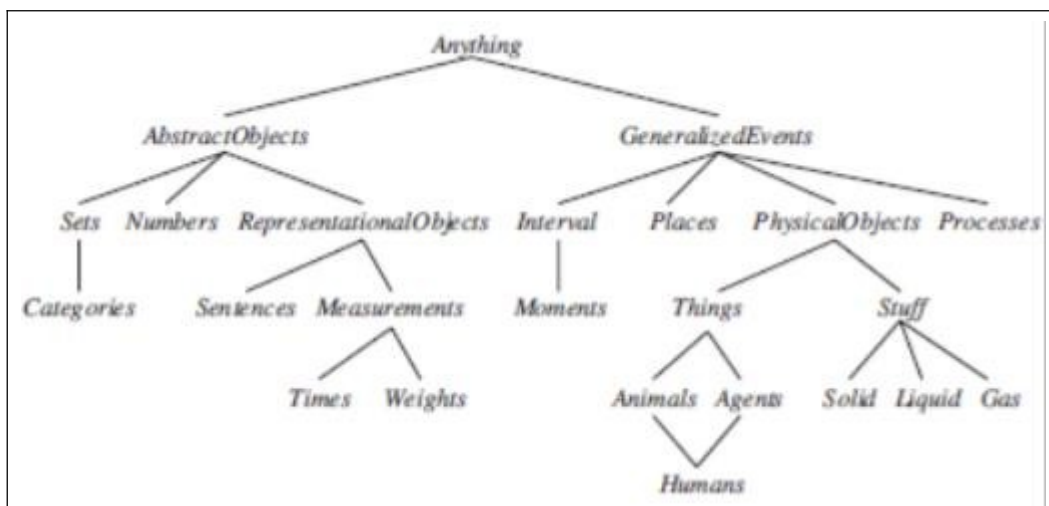 Anything
AbstractObjects GeneralizedEvents
Sets Numbers RepresentationalObjects Interval Places PhysicalObjects Processes
Categories Sentences Measurements Moments Things Stuff
Times Weights Animals Agents Solid Liquid Gas
Humans